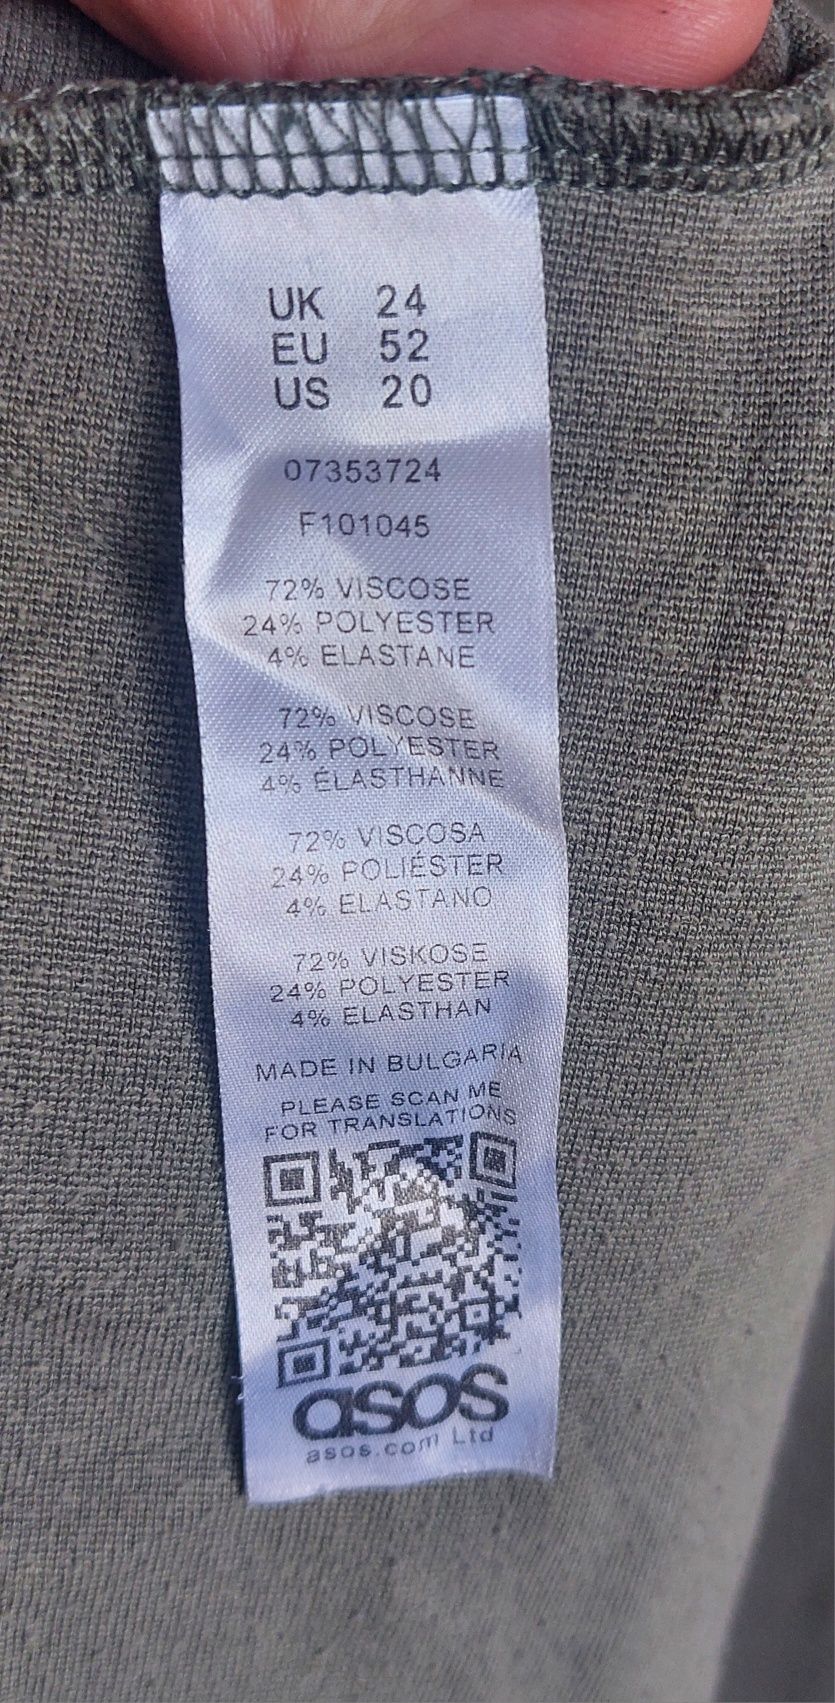 UK 24
EU 52
US 20
07353724
F101045
72% VISCOSE
24% POLYESTER
4% ELASTANE
72% VISCOSE
24% POLYESTER
4% ÉLASTHANNE
72% VISCOSA
24% POLIÉSTER
4% ELASTANO
72% VISKOSE
24% POLYESTER
4% ELASTHAN
MADE IN BULGARIA
PLEASE SCAN ME
FOR TRANSLATIONS
asos
asos.com Ltd